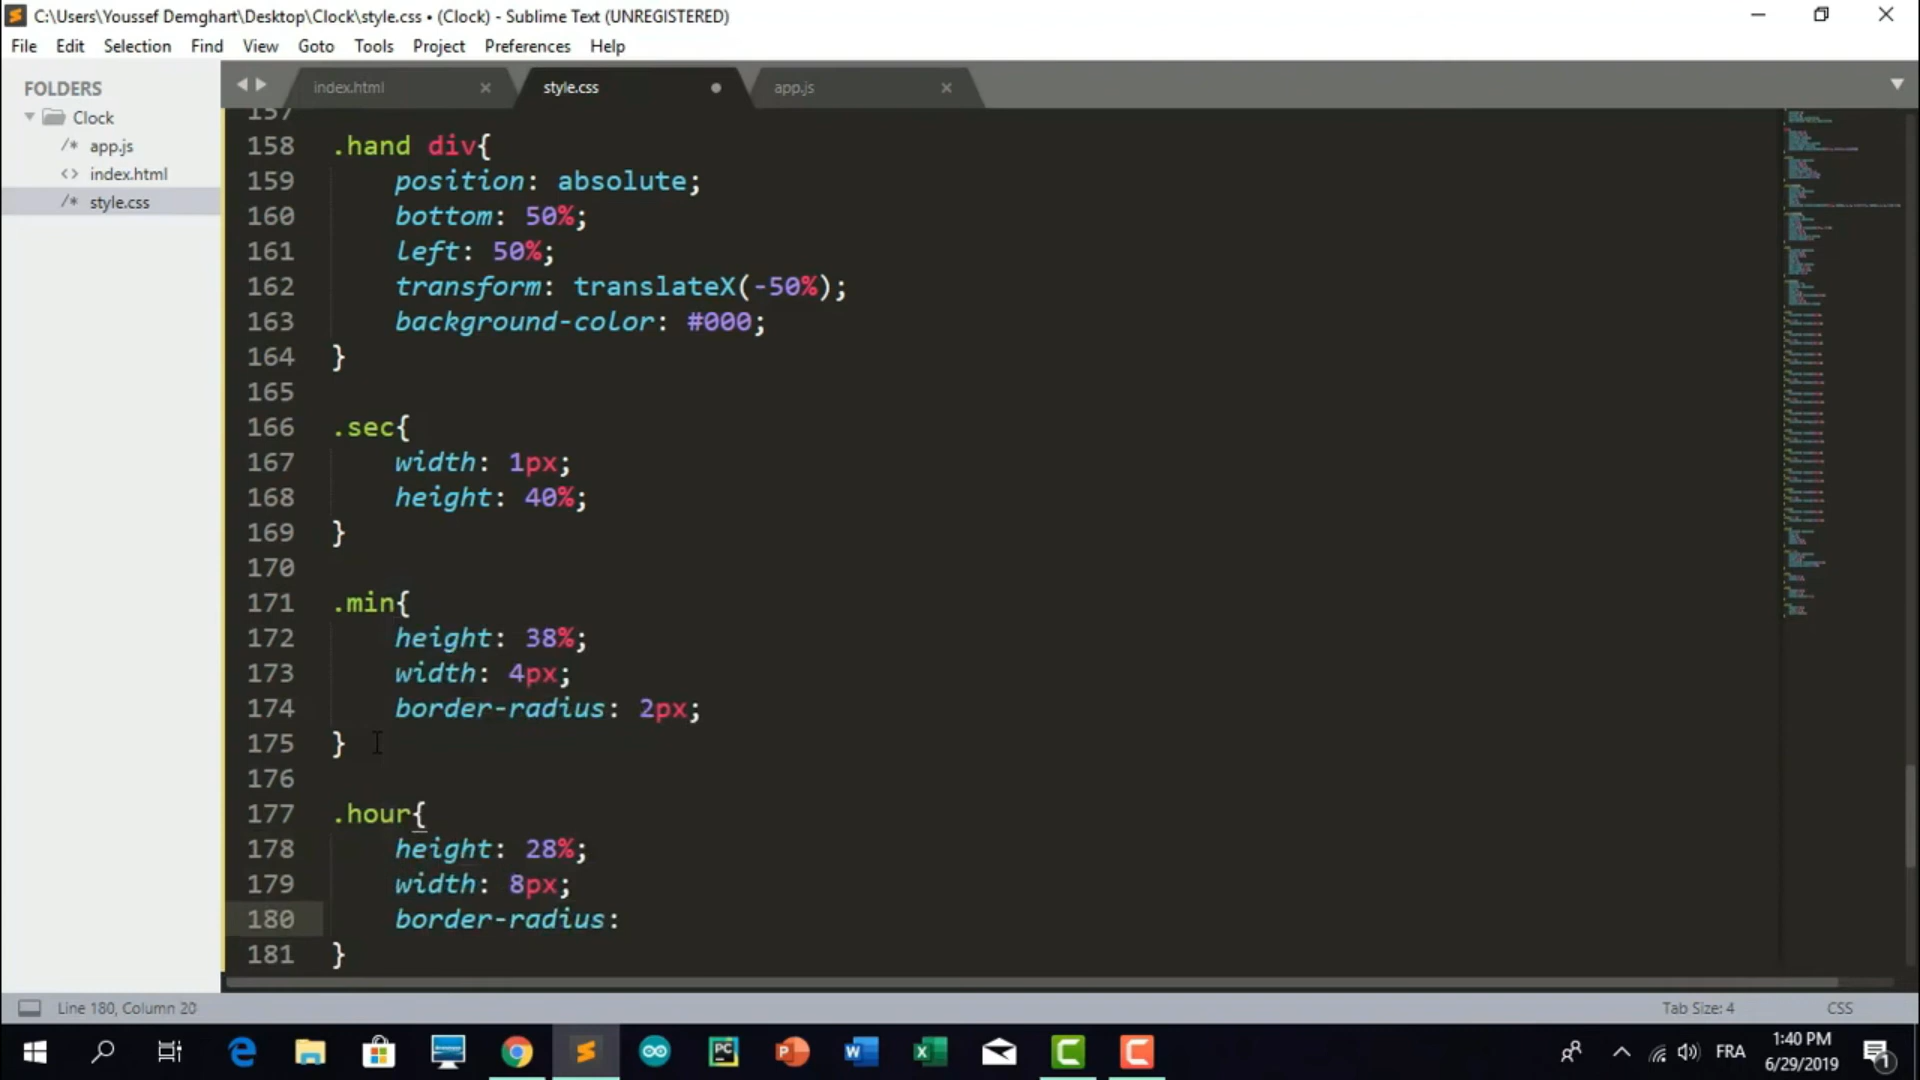 C:\Users\Youssef Demghart\Desktop\Clock\style.css • (Clock) - Sublime Text (UNREGISTERED)
File Edit Selection Find View Goto Tools Project Preferences Help
FOLDERS
Clock
/* app.js
<> index.html
/* style.css
index.html × style.css • app.js ×
157
158 .hand div{
159 position: absolute;
160 bottom: 50%;
161 left: 50%;
162 transform: translateX(-50%);
163 background-color: #000;
164 }
165
166 .sec{
167 width: 1px;
168 height: 40%;
169 }
170
171 .min{
172 height: 38%;
173 width: 4px;
174 border-radius: 2px;
175 }
176
177 .hour{
178 height: 28%;
179 width: 8px;
180 border-radius:
181 }
Line 180, Column 20 Tab Size: 4 CSS
FRA
1:40 PM
6/29/2019
1